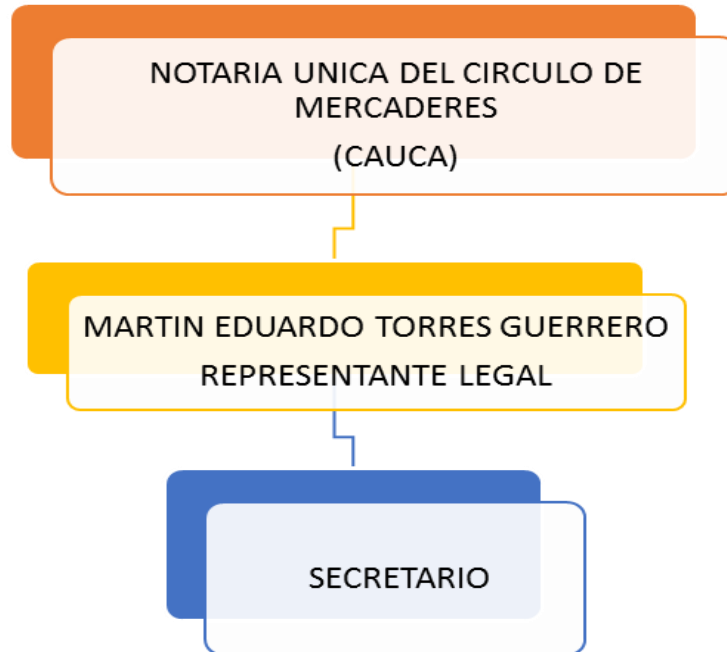 NOTARIA UNICA DEL CIRCULO DE
MERCADERES
(CAUCA)
MARTIN EDUARDO TORRES GUERRERO
REPRESENTANTE LEGAL
SECRETARIO